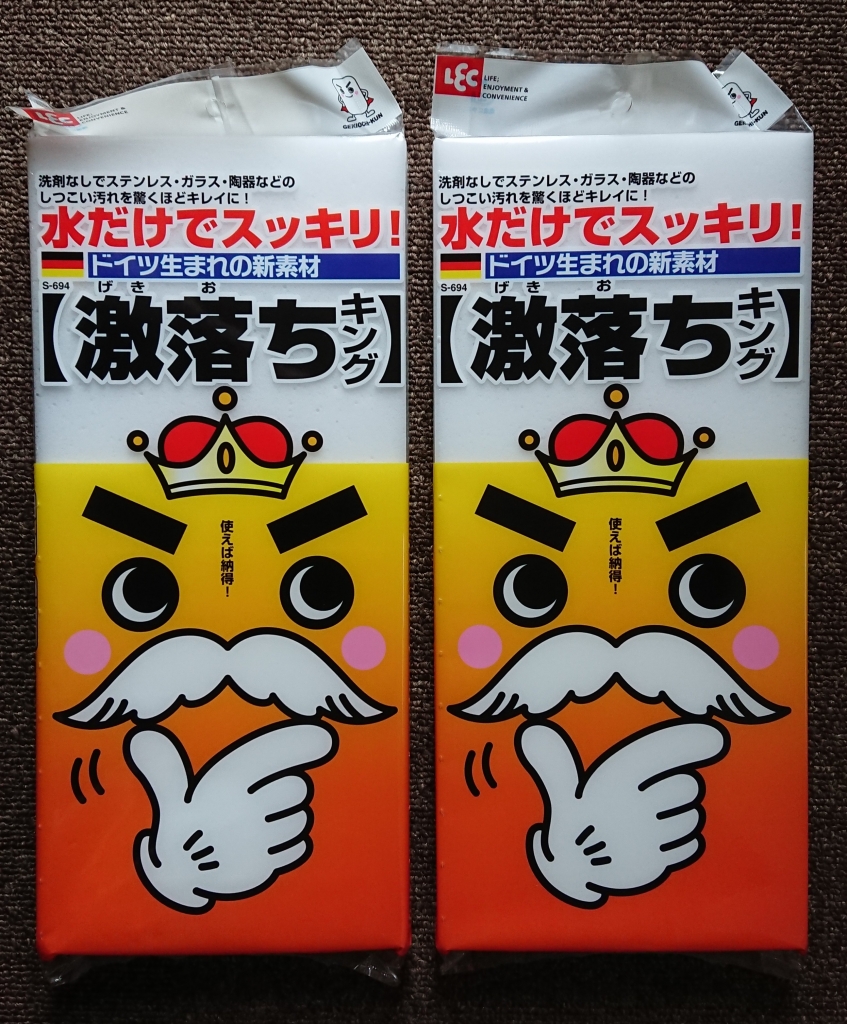 LEC
LIFE,
ENJOYMENT &
CONVENIENCE
GEKIOCHI-KUN
洗剤なしでステンレス・ガラス・陶器などの
しつこい汚れを驚くほどキレイに!
水だけでスッキリ!
ドイツ生まれの新素材
S-694
げき お
【激落ちキング】
使えば納得!
LEC
LIFE,
ENJOYMENT &
CONVENIENCE
洗剤なしでステンレス・ガラス・陶器などの
しつこい汚れを驚くほどキレイに!
水だけでスッキリ!
ドイツ生まれの新素材
S-694
げき お
【激落ちキング】
使えば納得!